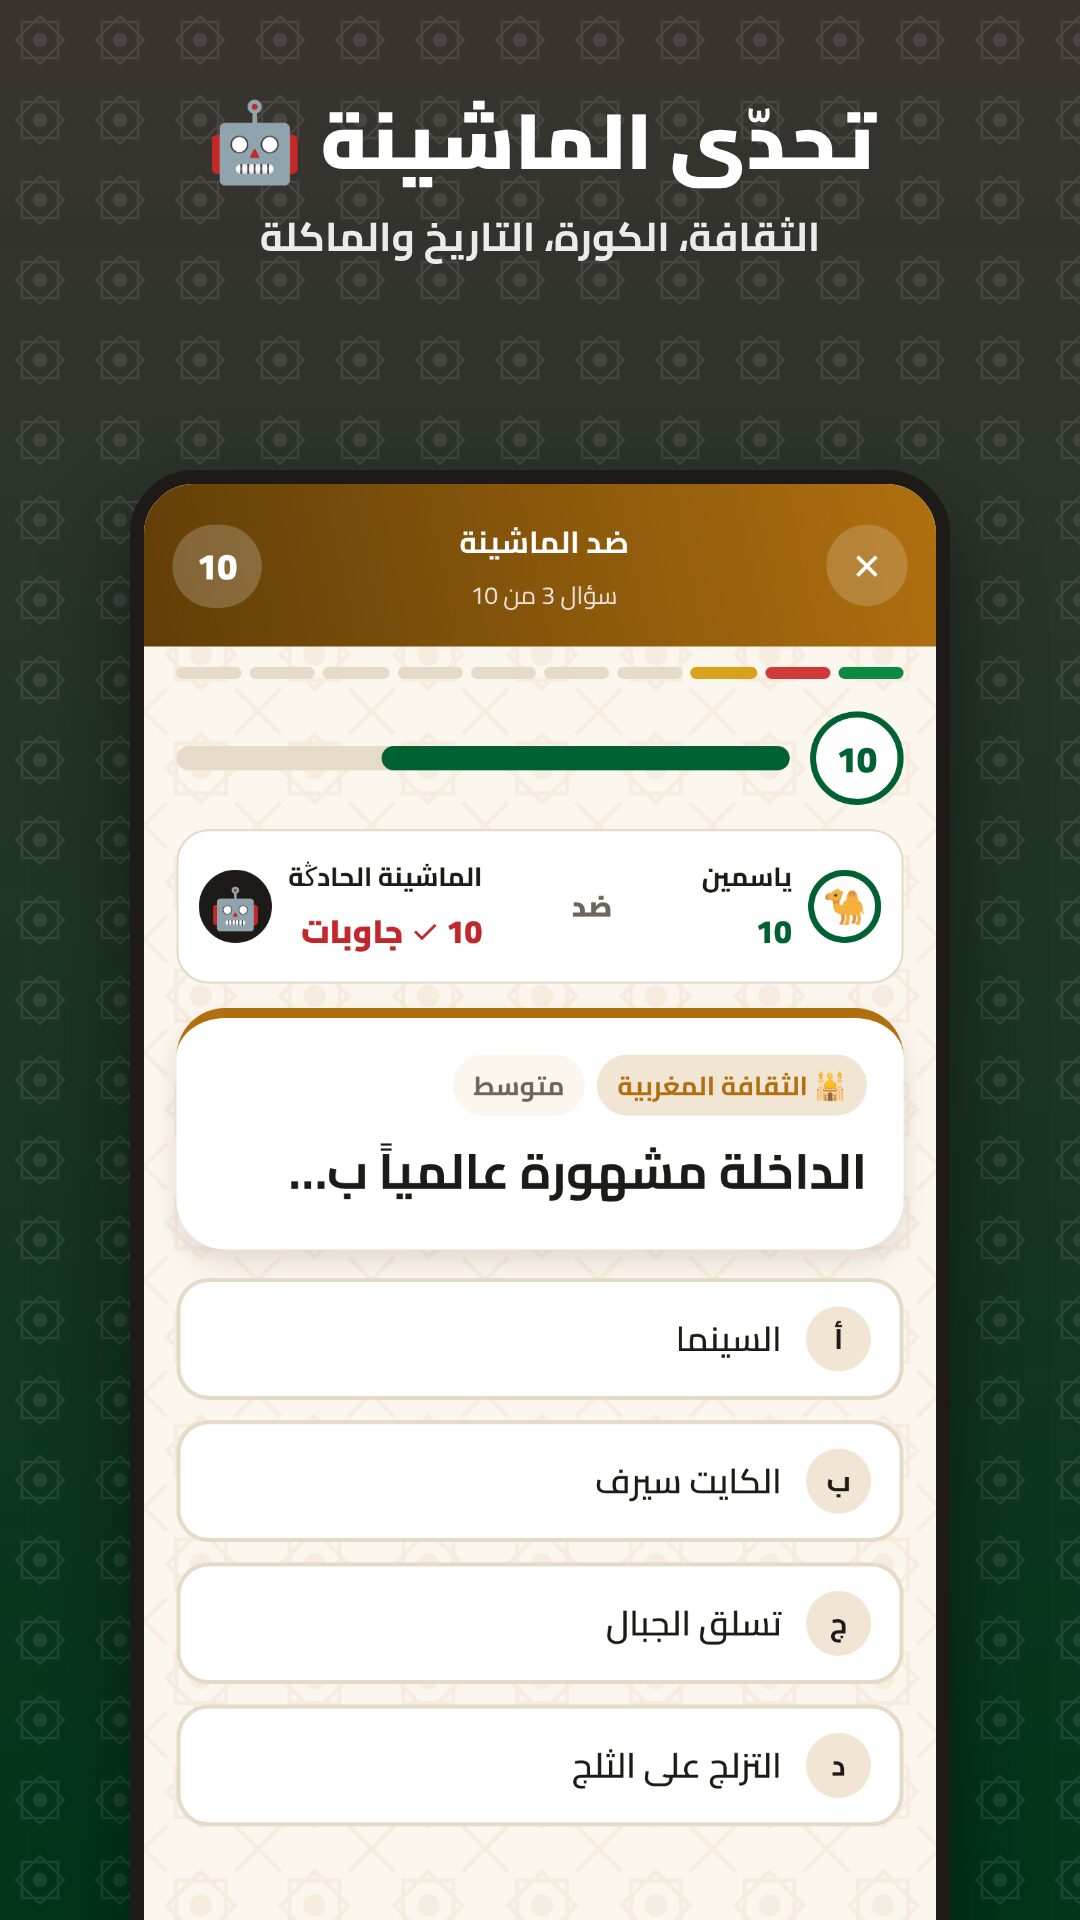 تحدّى الماشينة 🤖
الثقافة، الكورة، التاريخ والماكلة
×
ضد الماشينة
سؤال 3 من 10
10
10
ياسمين
10
ضد
الماشينة الحادݣة
10 ✓ جاوبات
🕌 الثقافة المغربية
متوسط
الداخلة مشهورة عالمياً ب...
أ السينما
ب الكايت سيرف
ج تسلق الجبال
د التزلج على الثلج